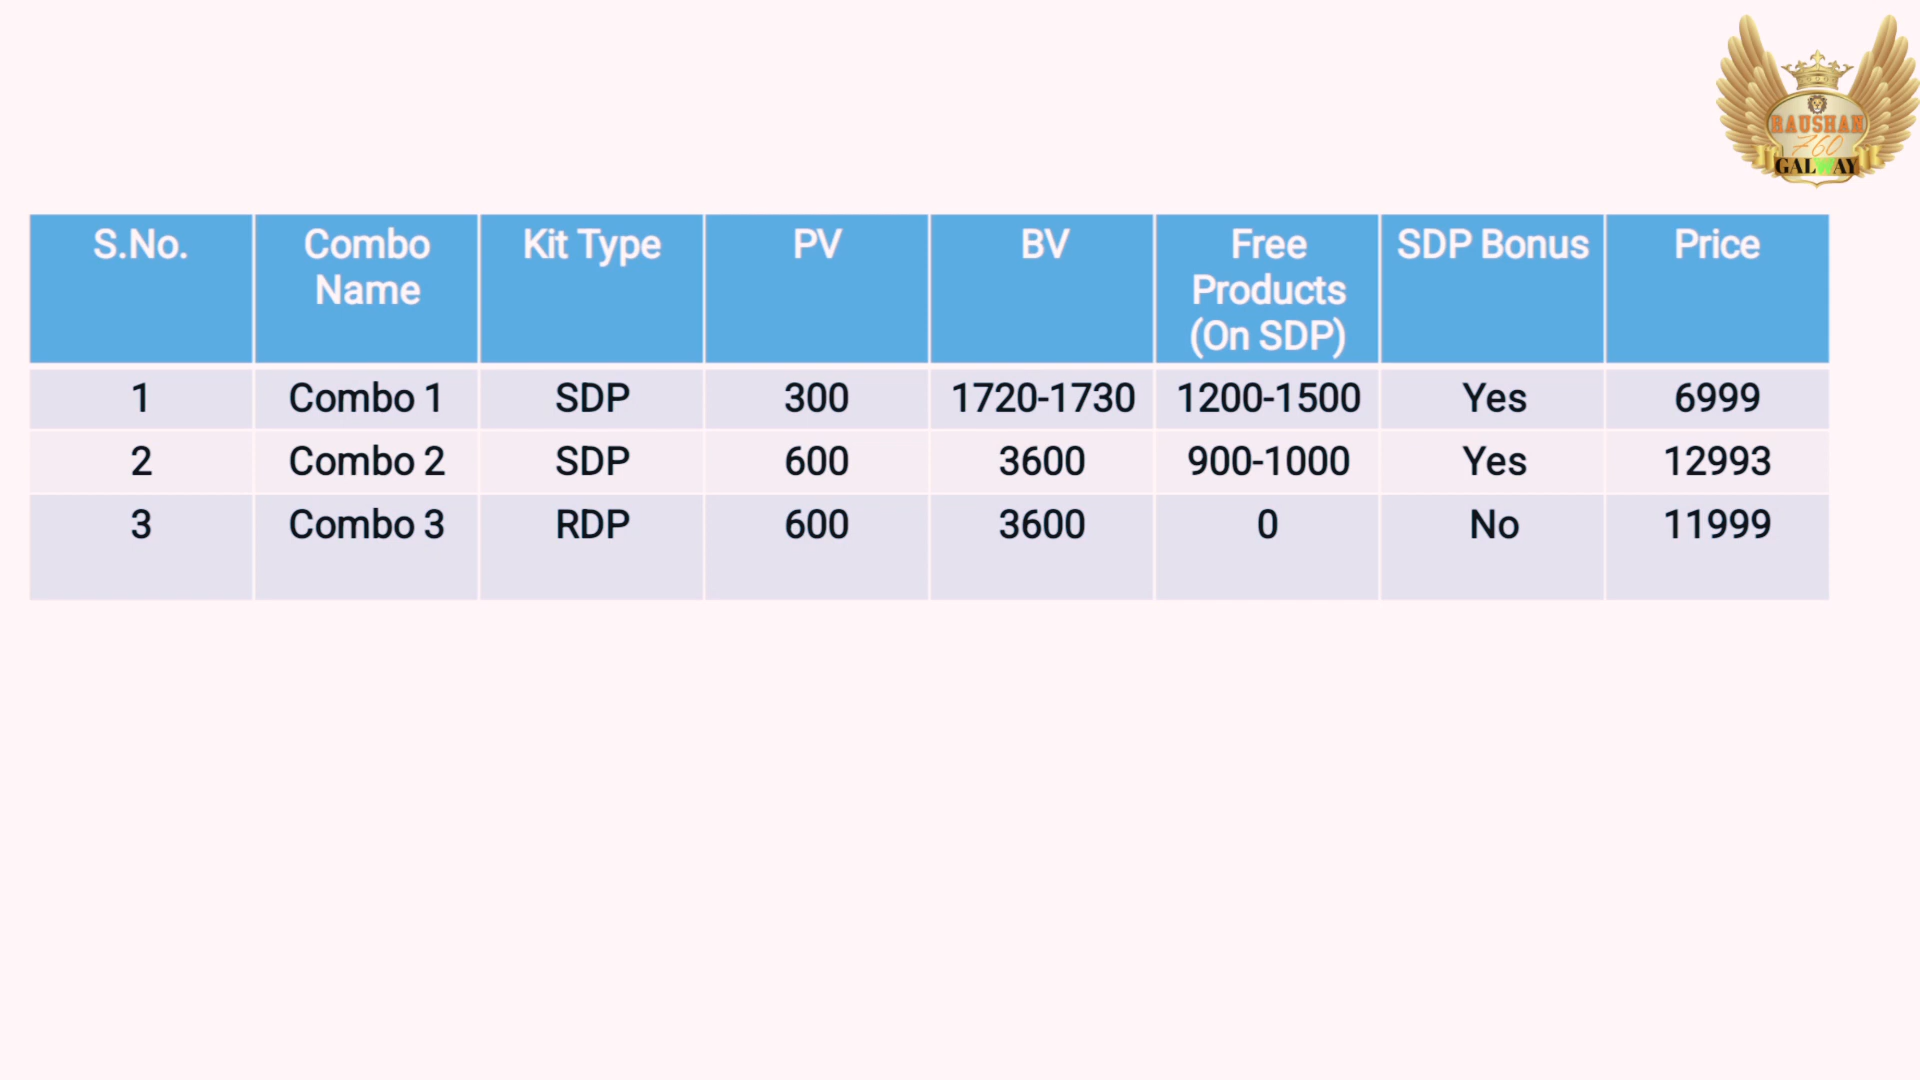 RAUSHAN
760
GALWAY
S.No. Combo Name Kit Type PV BV Free Products (On SDP) SDP Bonus Price
1 Combo 1 SDP 300 1720-1730 1200-1500 Yes 6999
2 Combo 2 SDP 600 3600 900-1000 Yes 12993
3 Combo 3 RDP 600 3600 0 No 11999